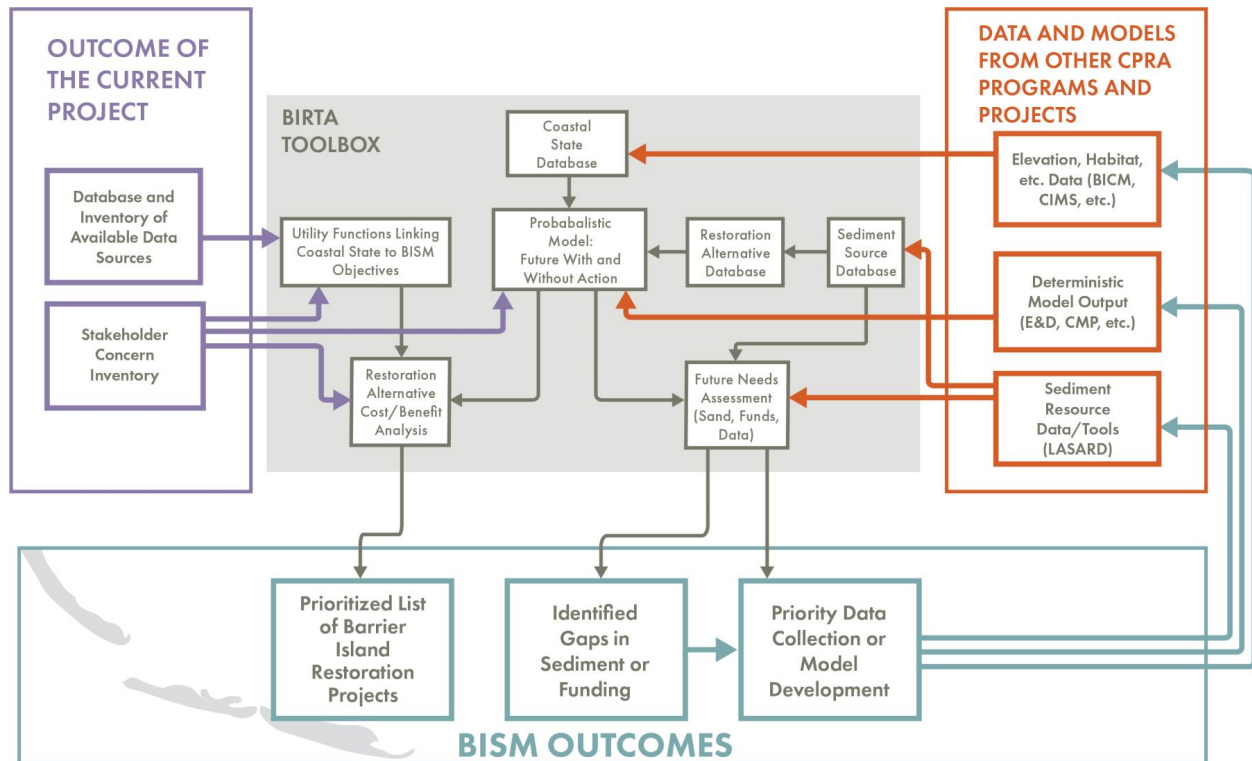 OUTCOME OF
THE CURRENT
PROJECT
Database and
Inventory of
Available Data
Sources
Stakeholder
Concern
Inventory
BIRTA
TOOLBOX
Coastal
State
Database
Utility Functions Linking
Coastal State to BISM
Objectives
Probabalistic
Model:
Future With and
Without Action
Restoration
Alternative
Database
Sediment
Source
Database
Restoration
Alternative
Cost/Benefit
Analysis
Future Needs
Assessment
(Sand, Funds,
Data)
DATA AND MODELS
FROM OTHER CPRA
PROGRAMS AND
PROJECTS
Elevation, Habitat,
etc. Data (BICM,
CIMS, etc.)
Deterministic
Model Output
(E&D, CMP, etc.)
Sediment
Resource
Data/Tools
(LASARD)
Prioritized List
of Barrier
Island
Restoration
Projects
Identified
Gaps in
Sediment or
Funding
Priority Data
Collection or
Model
Development
BISM OUTCOMES